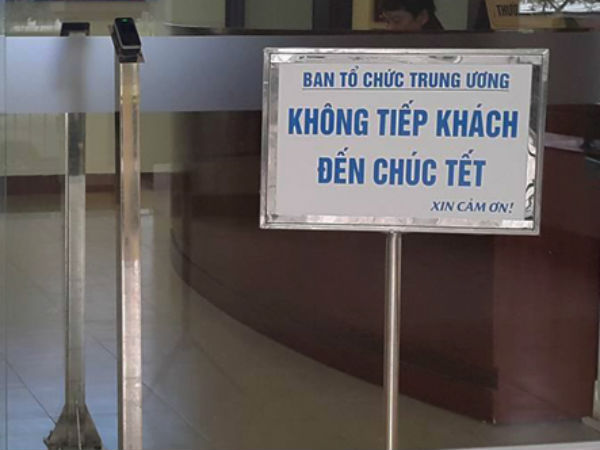 BAN TỔ CHỨC TRUNG ƯƠNG
KHÔNG TIẾP KHÁCH
ĐẾN CHÚC TẾT
XIN CẢM ƠN!